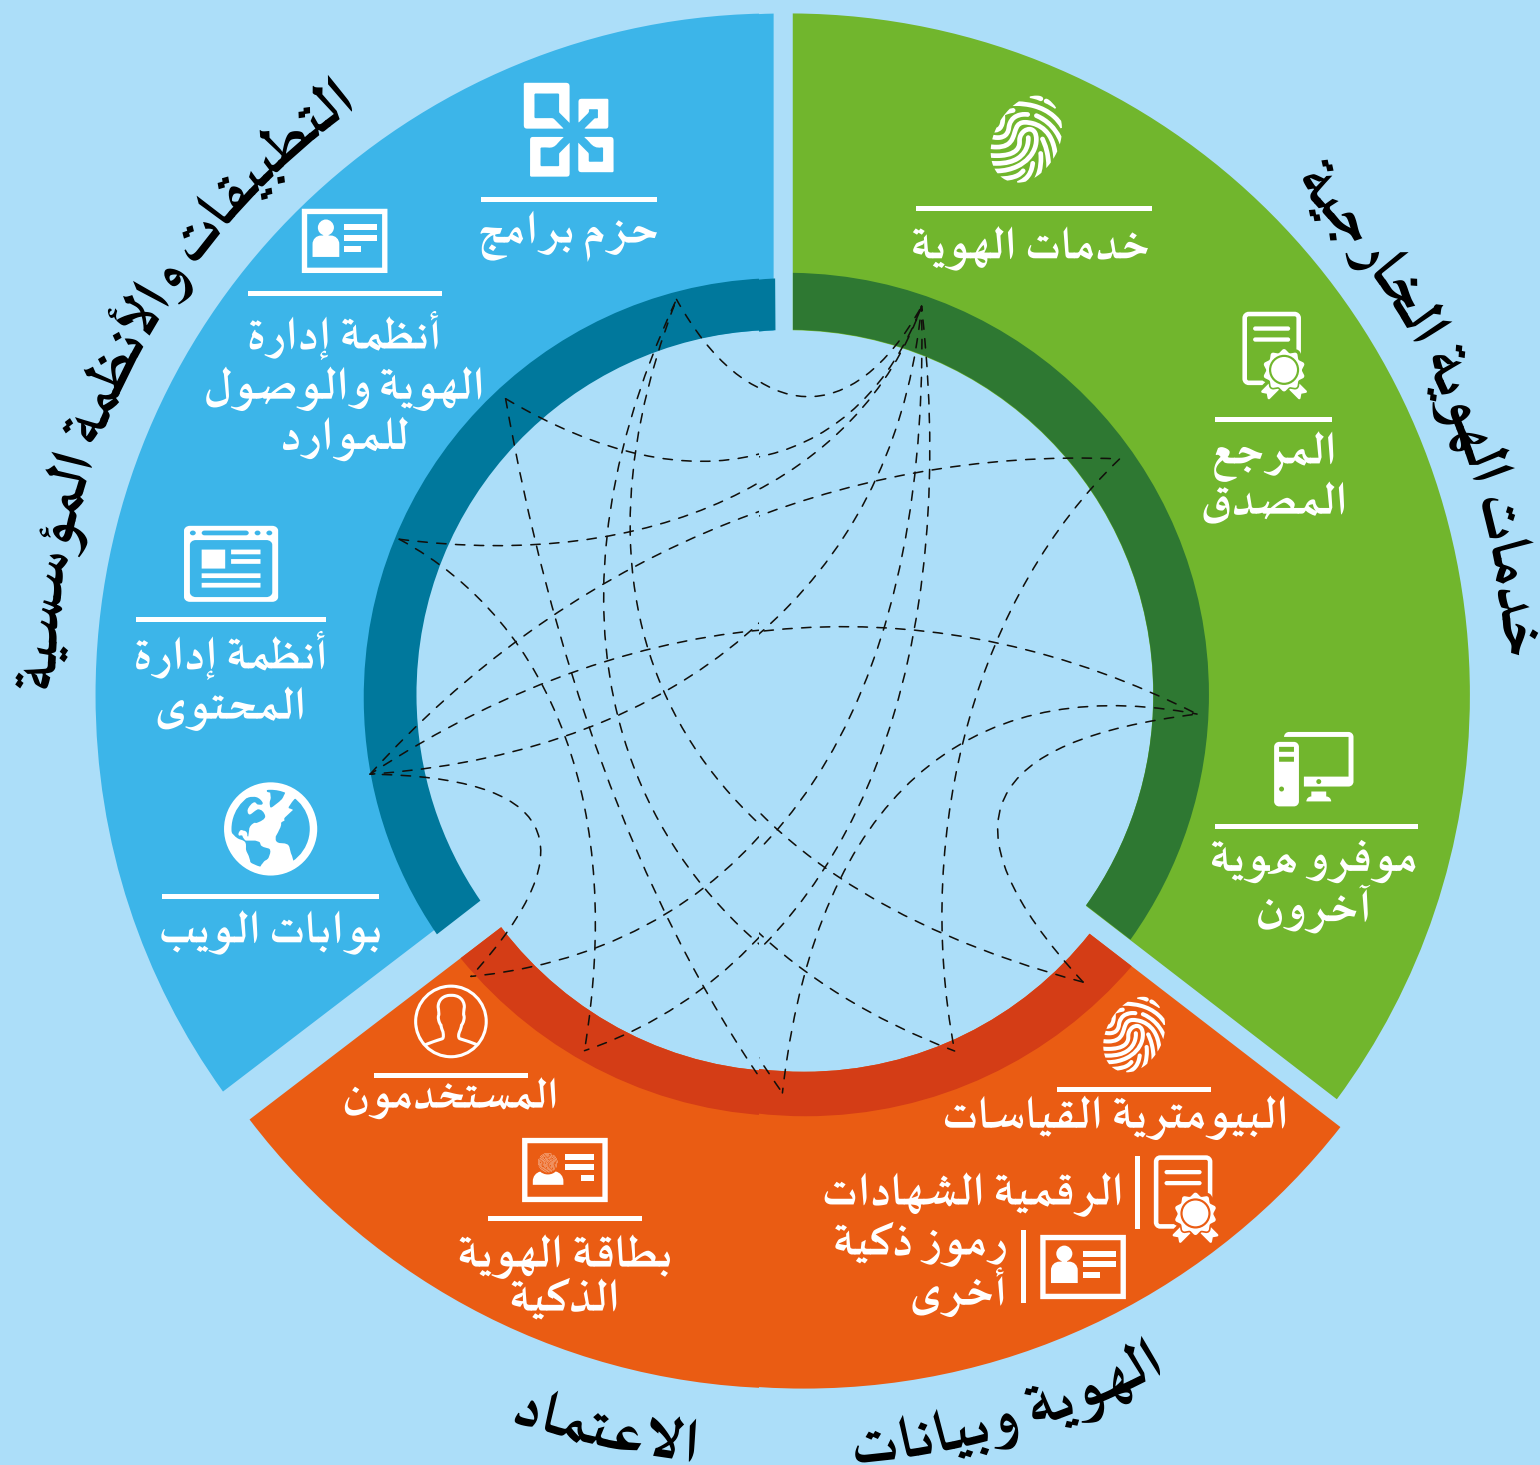 التطبيقات والأنظمة المؤسسية
حزم برامج
أنظمة إدارة
الهوية والوصول
للموارد
أنظمة إدارة
المحتوى
بوابات الويب
خدمات الهوية الخارجية
خدمات الهوية
المرجع
المصدق
موفرو هوية
آخرون
المستخدمون
بطاقة الهوية
الذكية
البيومترية القياسات
الرقمية الشهادات
رموز ذكية
أخرى
الهوية وبيانات
الاعتماد